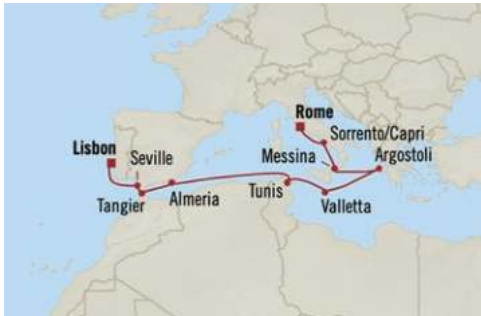 Rome
Sorrento/Capri
Lisbon
Seville
Messina
Argostoli
Tangier
Almeria
Tunis
Valletta